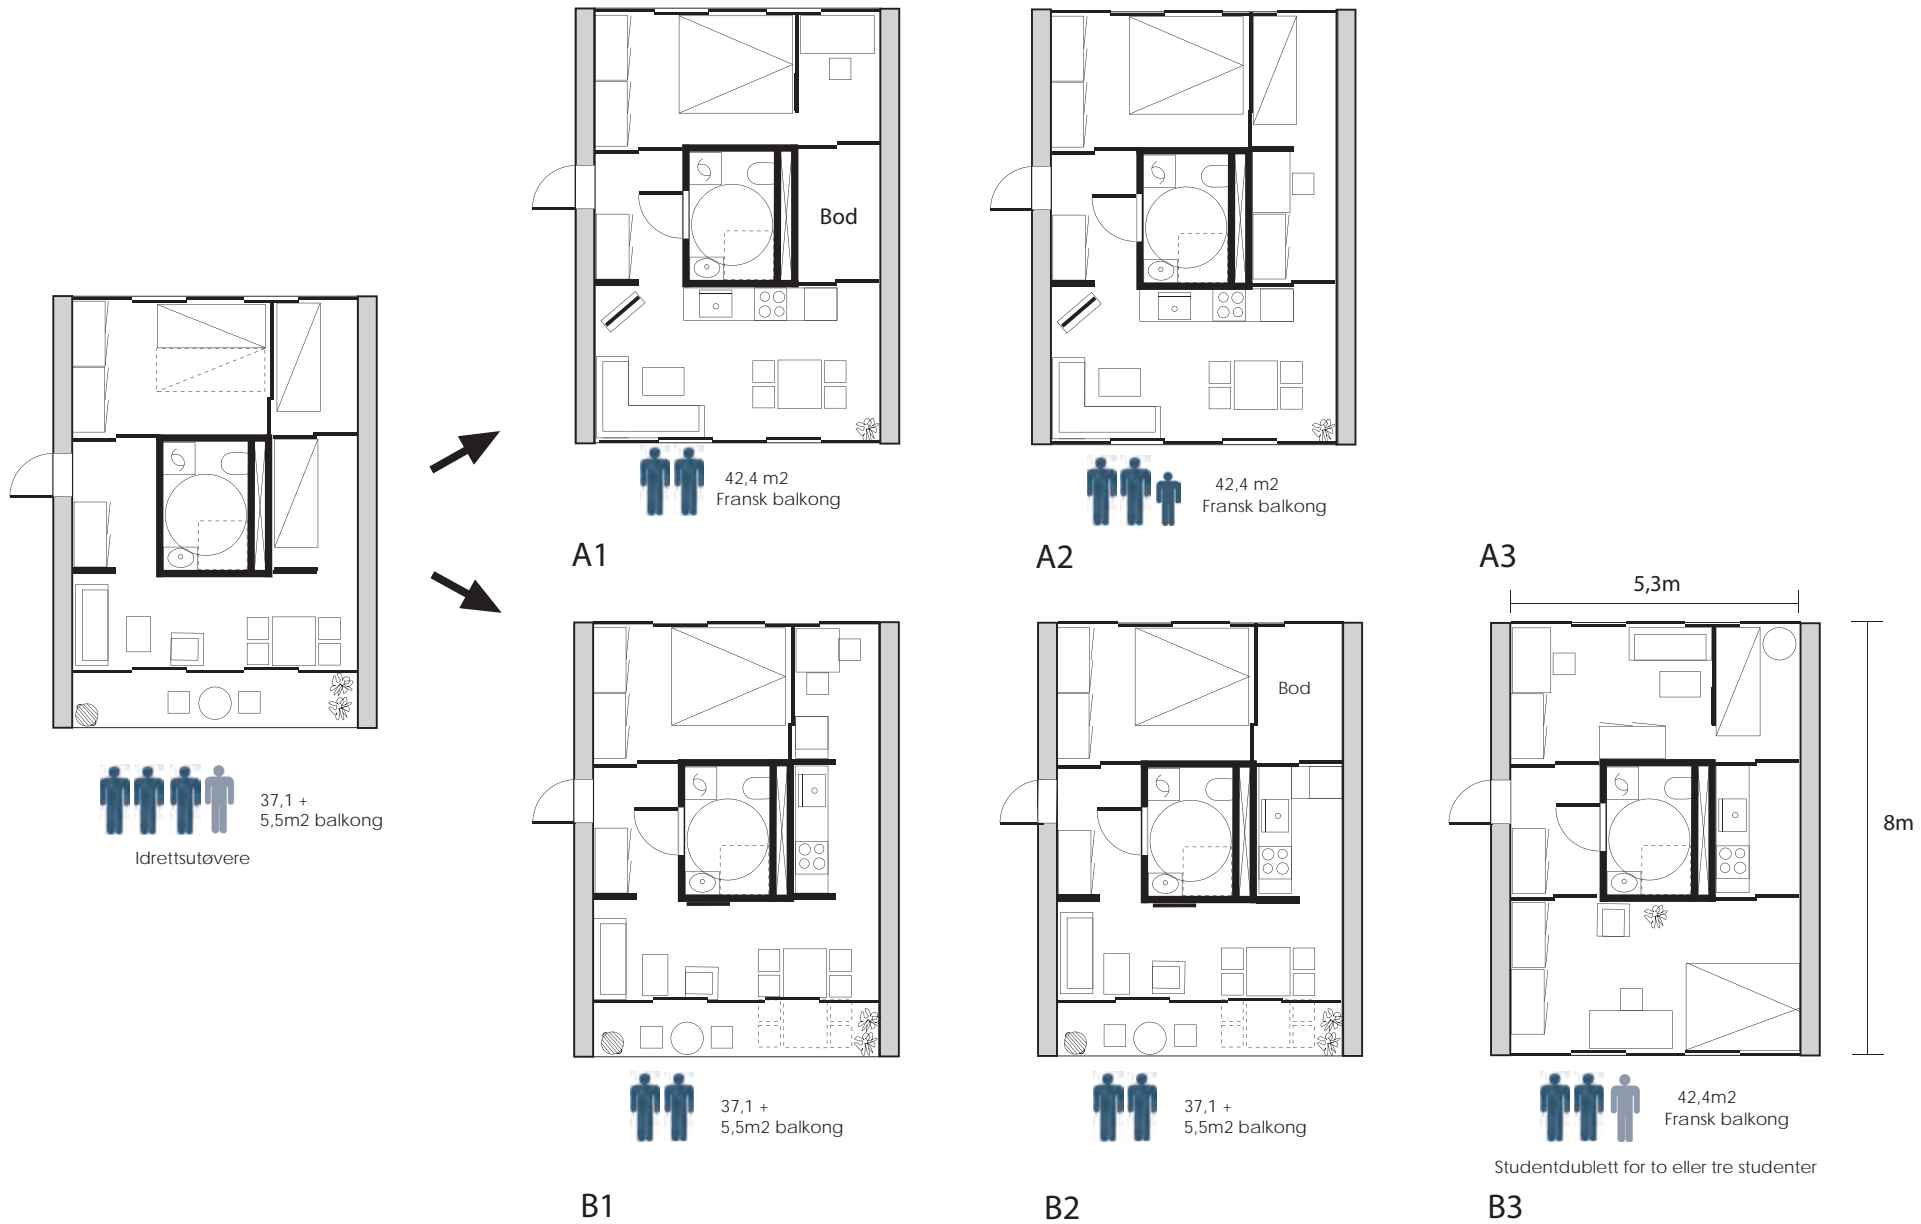 Bod
42,4 m2
Fransk balkong
42,4 m2
Fransk balkong
A1
A2
A3
5,3m
37,1 +
5,5m2 balkong
Idrettsutøvere
Bod
8m
37,1 +
5,5m2 balkong
37,1 +
5,5m2 balkong
42,4m2
Fransk balkong
Studentdublett for to eller tre studenter
B1
B2
B3